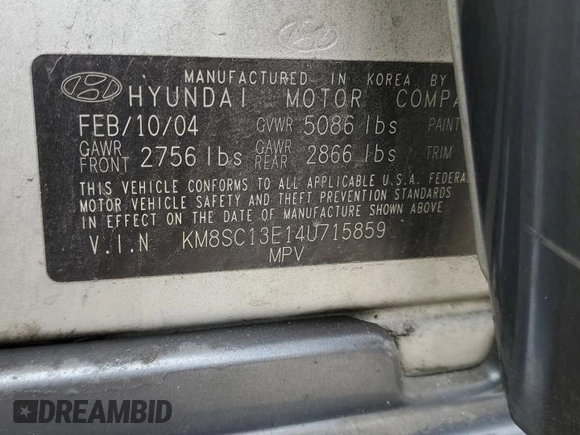 MANUFACTURED IN KOREA BY
HYUNDAI MOTOR
FEB/10/04 GVWR 5086 lbs PAINT
GAWR FRONT 2756 lbs GAWR REAR 2866 lbs TRIM
THIS VEHICLE CONFORMS TO ALL APPLICABLE U.S.A. FEDERA
MOTOR VEHICLE SAFETY AND THEFT PREVENTION STANDARDS
IN EFFECT ON THE DATE OF MANUFACTURE SHOWN ABOVE.
V.I.N KM8SC13E14U715859
MPV
DREAMBID